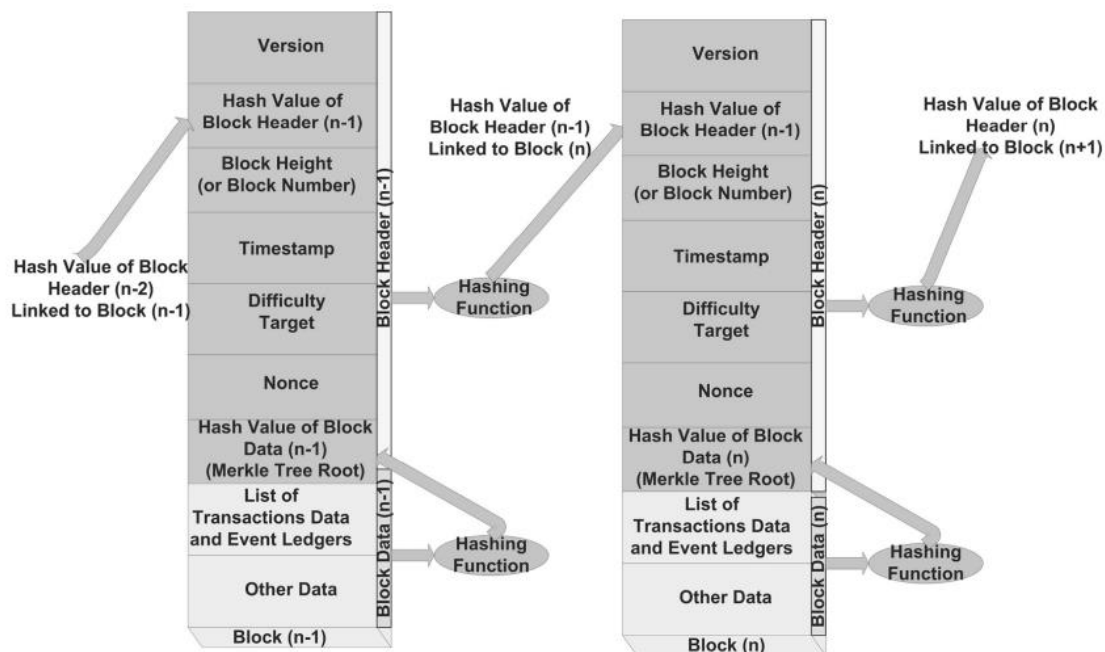 Version
Hash Value of
Block Header (n-1)
Block Height
(or Block Number)
Timestamp
Difficulty
Target
Nonce
Hash Value of Block
Data (n-1)
(Merkle Tree Root)
List of
Transactions Data
and Event Ledgers
Other Data
Block (n-1)
Block Header (n-1)
Block Data (n-1)
Hash Value of Block
Header (n-2)
Linked to Block (n-1)
Hashing
Function
Hashing
Function
Hash Value of
Block Header (n-1)
Linked to Block (n)
Version
Hash Value of
Block Header (n-1)
Block Height
(or Block Number)
Timestamp
Difficulty
Target
Nonce
Hash Value of Block
Data (n)
(Merkle Tree Root)
List of
Transactions Data
and Event Ledgers
Other Data
Block (n)
Block Header (n)
Block Data (n)
Hashing
Function
Hashing
Function
Hash Value of Block
Header (n)
Linked to Block (n+1)